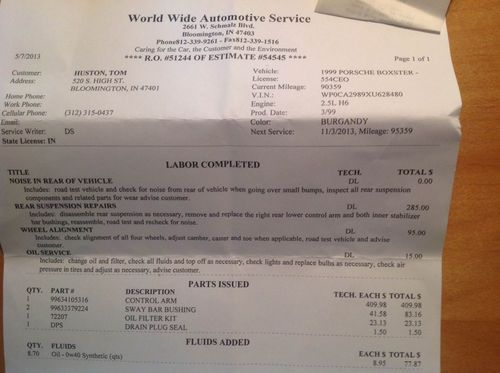 World Wide Automotive Service
2661 W. Schmalz Blvd.
Bloomington, IN 47403
Phone812-339-9261 - Fax812-339-1516
Caring for the Car, the Customer and the Environment
5/7/2013 **** R.O. #51244 OF ESTIMATE #54545 **** Page 1 of 1
Customer: HUSTON, TOM Vehicle: 1999 PORSCHE BOXSTER -
Address: 520 S. HIGH ST. License: 554CEO
BLOOMINGTON, IN 47401 Current Mileage: 90359
Home Phone: V.I.N.: WP0CA2989XU628480
Work Phone: Engine: 2.5L H6
Cellular Phone: (312) 315-0437 Prod. Date: 3/99
Email: Color: BURGANDY
Service Writer: DS Next Service: 11/3/2013, Mileage: 95359
State License: IN
LABOR COMPLETED
TITLE TECH. TOTAL $
NOISE IN REAR OF VEHICLE DL 0.00
Includes: road test vehicle and check for noise from rear of vehicle when going over small bumps, inspect all rear suspension
components and related parts for wear advise customer.
REAR SUSPENSION REPAIRS DL 285.00
Includes: disassemble rear suspension as necessary, remove and replace the right rear lower control arm and both inner stabilizer
bar bushings, reassemble, road test and recheck for noise.
WHEEL ALIGNMENT DL 95.00
Includes: check alignment of all four wheels, adjust camber, caster and toe when applicable, road test vehicle and advise
customer.
OIL SERVICE DL 15.00
Includes: change oil and filter, check all fluids and top off as necessary, check lights and replace bulbs as necessary, check air
pressure in tires and adjust as necessary, advise customer.
PARTS ISSUED
QTY. PART # DESCRIPTION TECH. EACH $ TOTAL $
1 99634105316 CONTROL ARM 409.98 409.98
2 99633379224 SWAY BAR BUSHING 41.58 83.16
1 72207 OIL FILTER KIT 23.13 23.13
1 DPS DRAIN PLUG SEAL 1.50 1.50
FLUIDS ADDED
QTY. FLUIDS EACH $ TOTAL $
8.70 Oil - 0w40 Synthetic (qts) 8.95 77.87